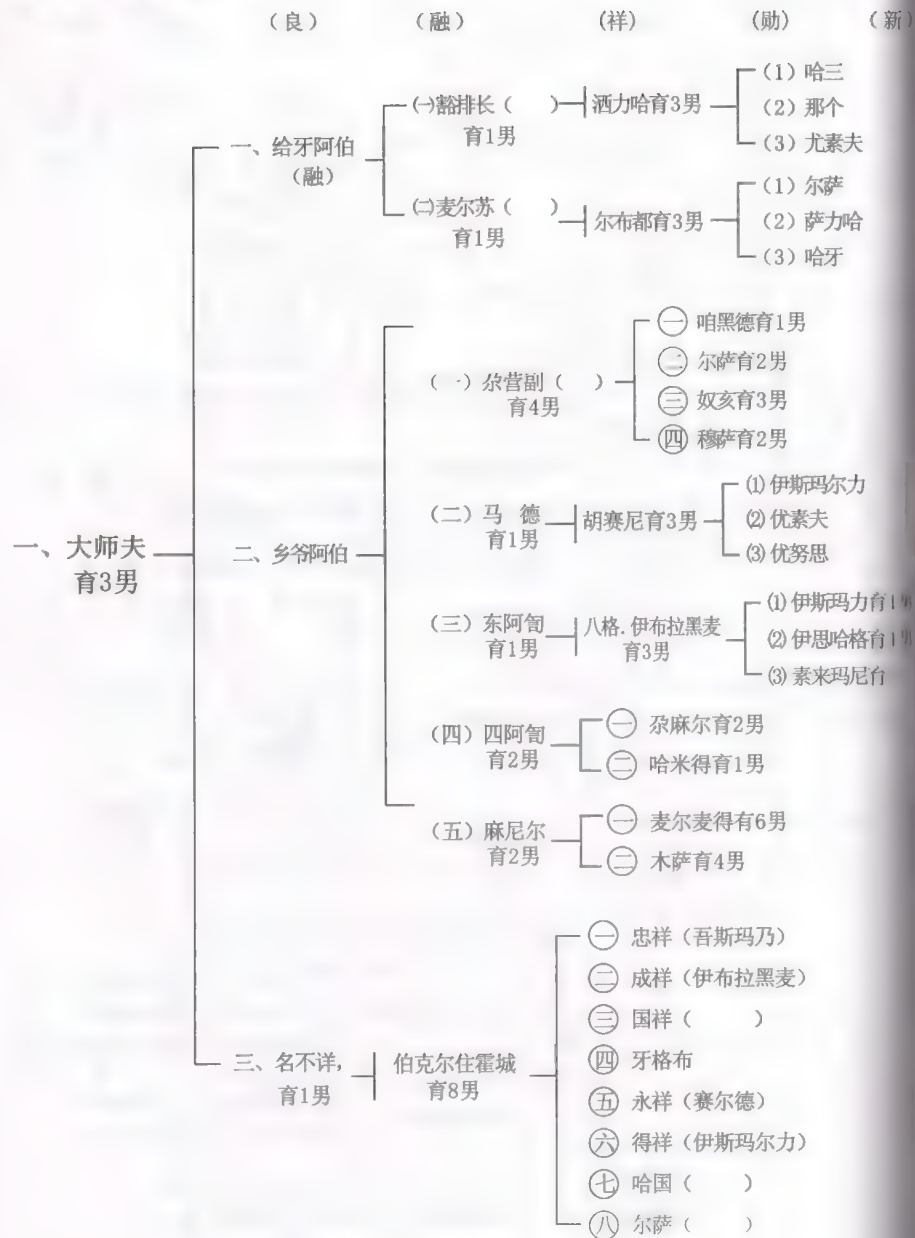 （良） （融） (祥) (勋) （新）
一、大师夫
育3男
一、给牙阿伯
（融）
㈠豁排长（ ）
育1男
洒力哈育3男
（1）哈三
（2）那个
（3）尤素夫
㈡麦尔苏（ ）
育1男
尔布都育3男
（1）尔萨
（2）萨力哈
（3）哈牙
二、乡爷阿伯
（一）尕营副（ ）
育4男
㊀ 咱黑德育1男
㊁ 尔萨育2男
㊂ 奴亥育3男
㊃ 穆萨育2男
（二）马 德
育1男
胡赛尼育3男
⑴ 伊斯玛尔力
⑵ 优素夫
⑶ 优努思
（三）东阿訇
育1男
八格.伊布拉黑麦
育3男
⑴ 伊斯玛力育1男
⑵ 伊思哈格育1男
⑶ 素来玛尼育
（四）四阿訇
育2男
㊀ 尕麻尔育2男
㊁ 哈米得育1男
（五）麻尼尔
育2男
㊀ 麦尔麦得有6男
㊁ 木萨育4男
三、名不详，
育1男
伯克尔住霍城
育8男
㊀ 忠祥（吾斯玛乃）
㊁ 成祥（伊布拉黑麦）
㊂ 国祥（ ）
㊃ 牙格布
㊄ 永祥（赛尔德）
㊅ 得祥（伊斯玛尔力）
㊆ 哈国（ ）
㊇ 尔萨（ ）